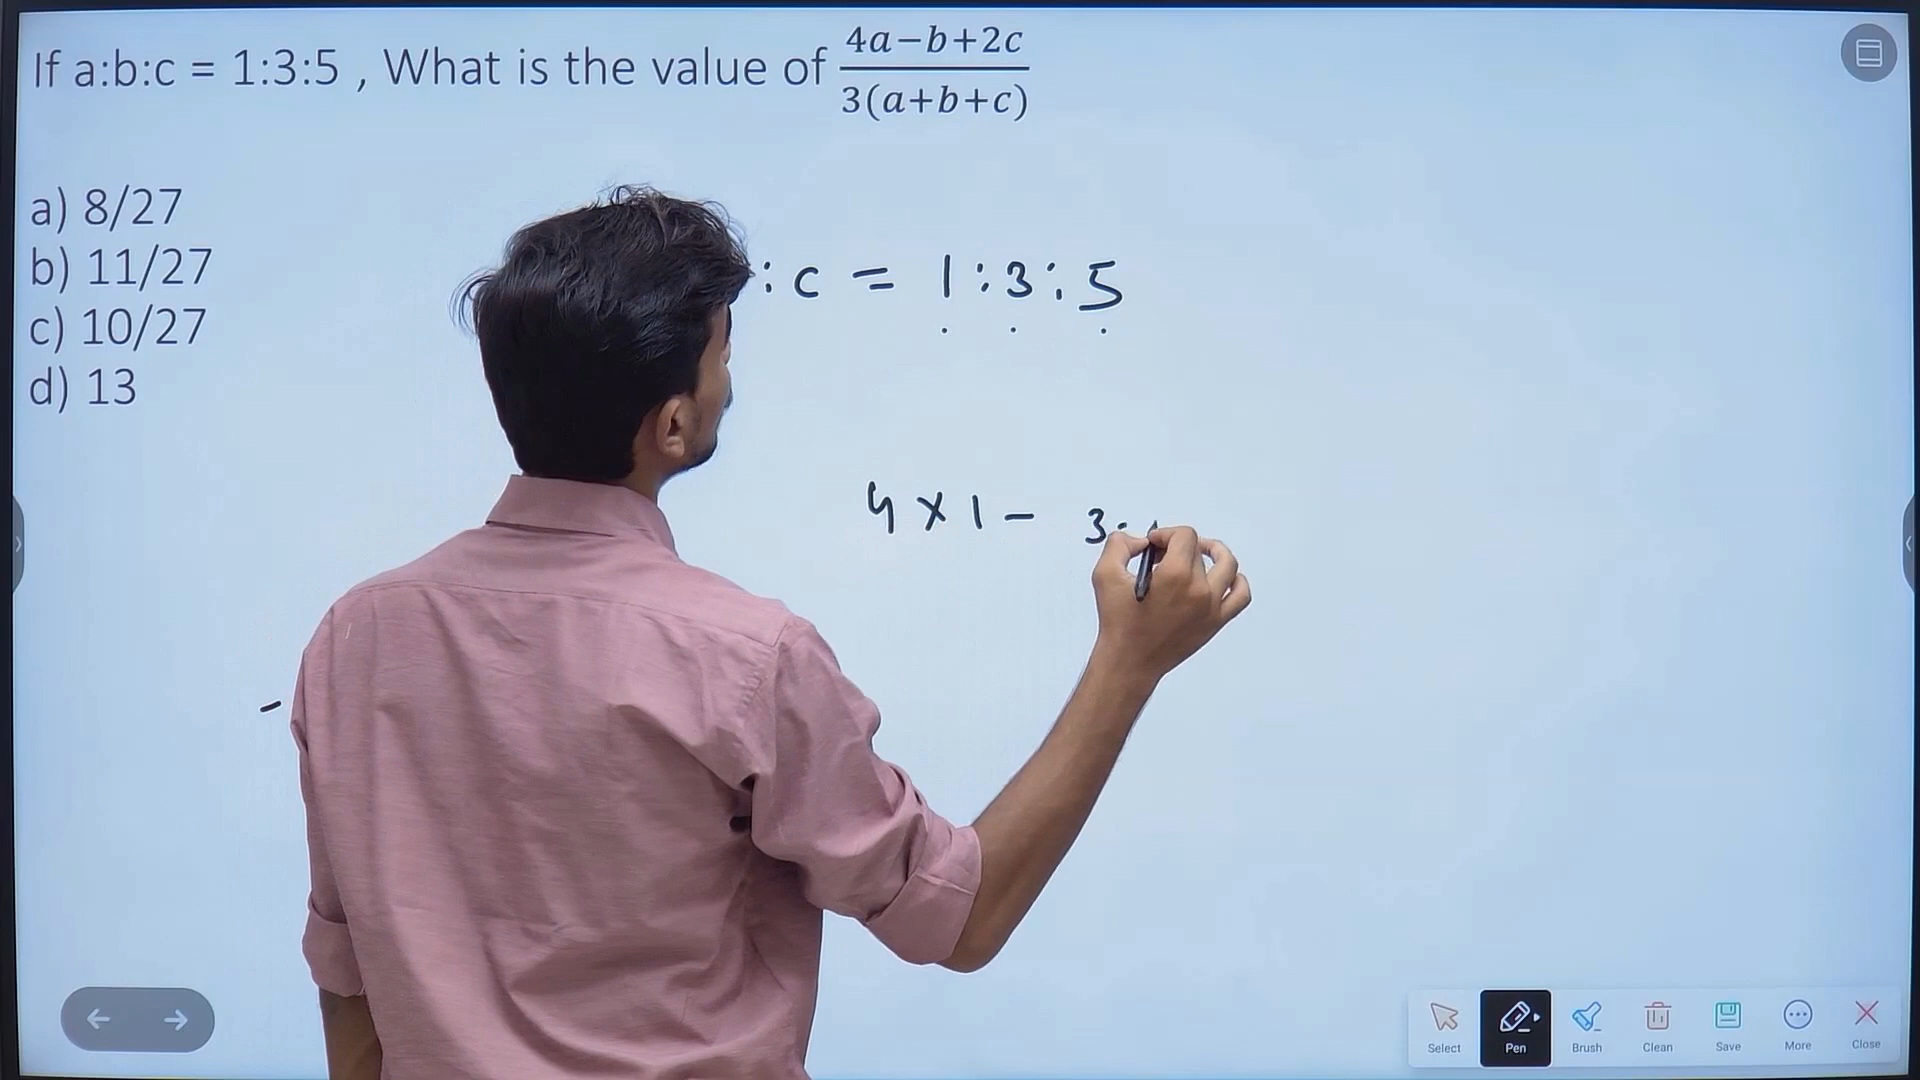 If a:b:c = 1:3:5 , What is the value of 4a−b+2c / 3(a+b+c)
a) 8/27
b) 11/27
c) 10/27
d) 13
: c = 1 : 3 : 5
4 × 1 − 3
Select Pen Brush Clean Save More Close